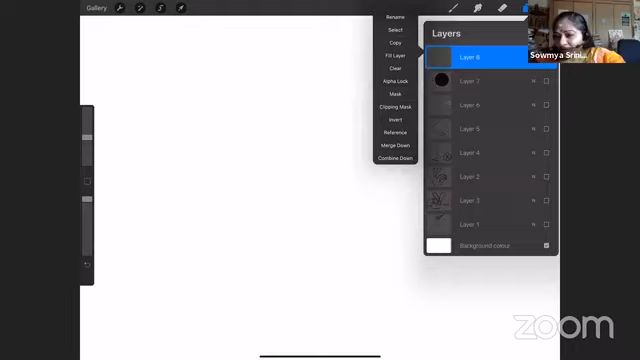 Gallery
Rename
Select
Copy
Fill Layer
Clear
Alpha Lock
Mask
Clipping Mask
Invert
Reference
Merge Down
Combine Down
Layers
Layer 8
Layer 7 N
Layer 6 N
Layer 5 N
Layer 4 N
Layer 2 N
Layer 3 N
Layer 1 N
Background colour
Sowmya Srini...
zoom